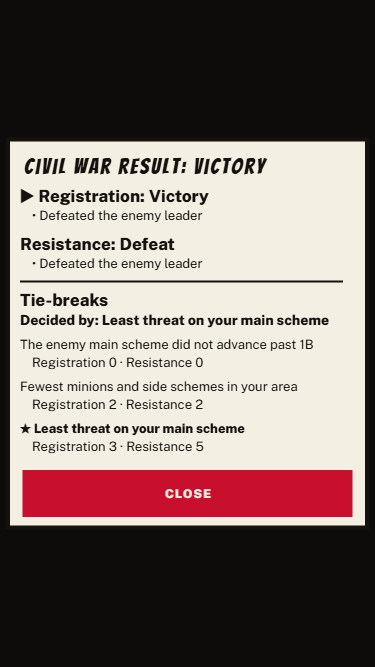 CIVIL WAR RESULT: VICTORY
▶ Registration: Victory
• Defeated the enemy leader
Resistance: Defeat
• Defeated the enemy leader
Tie-breaks
Decided by: Least threat on your main scheme
The enemy main scheme did not advance past 1B
Registration 0 · Resistance 0
Fewest minions and side schemes in your area
Registration 2 · Resistance 2
★ Least threat on your main scheme
Registration 3 · Resistance 5
CLOSE